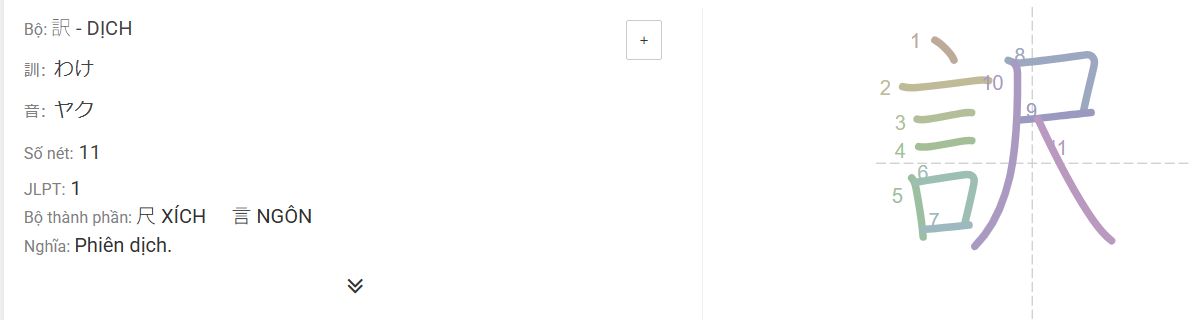 Bộ: 訳 - DỊCH
訓: わけ
音: ヤク
Số nét: 11
JLPT: 1
Bộ thành phần: 尺 XÍCH 言 NGÔN
Nghĩa: Phiên dịch.
+
訳
1
2
3
4
5
6
7
8
9
10
11